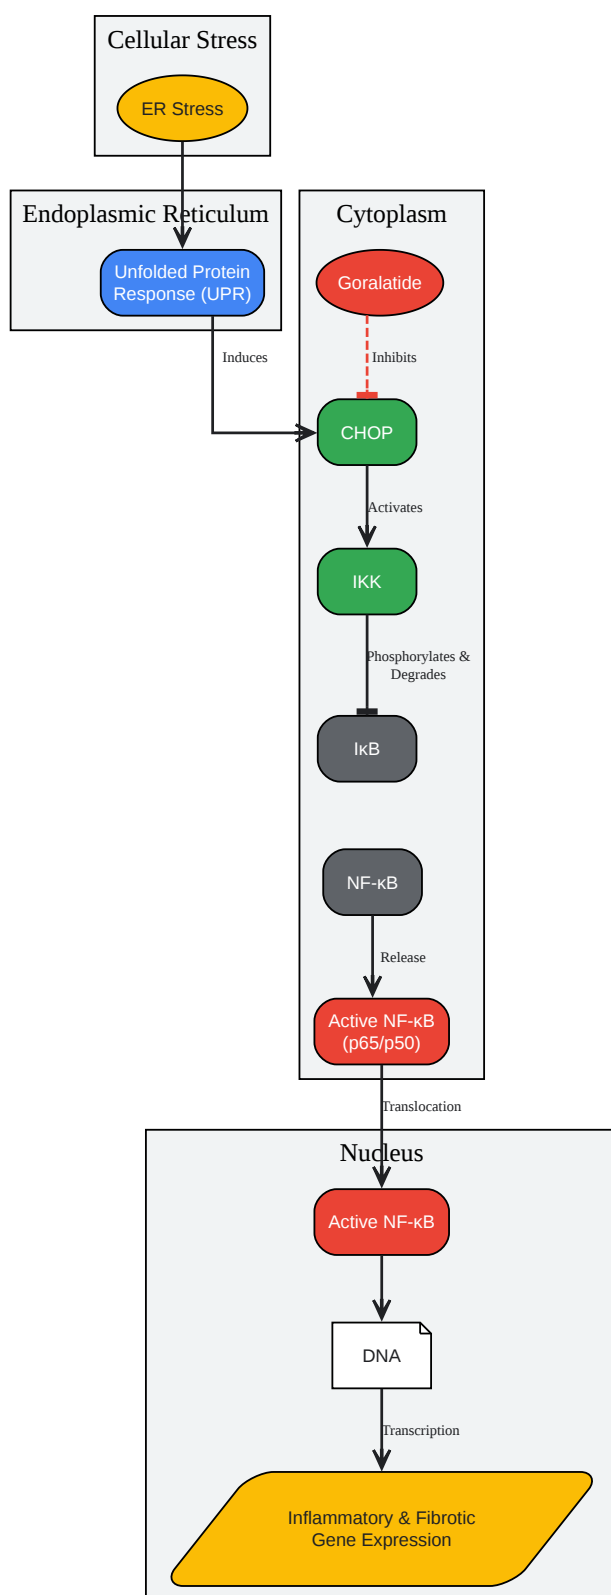 Cellular Stress
ER Stress
Endoplasmic Reticulum
Unfolded Protein
Response (UPR)
Induces
Cytoplasm
Goralatide
Inhibits
CHOP
Activates
IKK
Phosphorylates &
Degrades
IκB
NF-κB
Release
Active NF-κB
(p65/p50)
Translocation
Nucleus
Active NF-κB
DNA
Transcription
Inflammatory & Fibrotic
Gene Expression